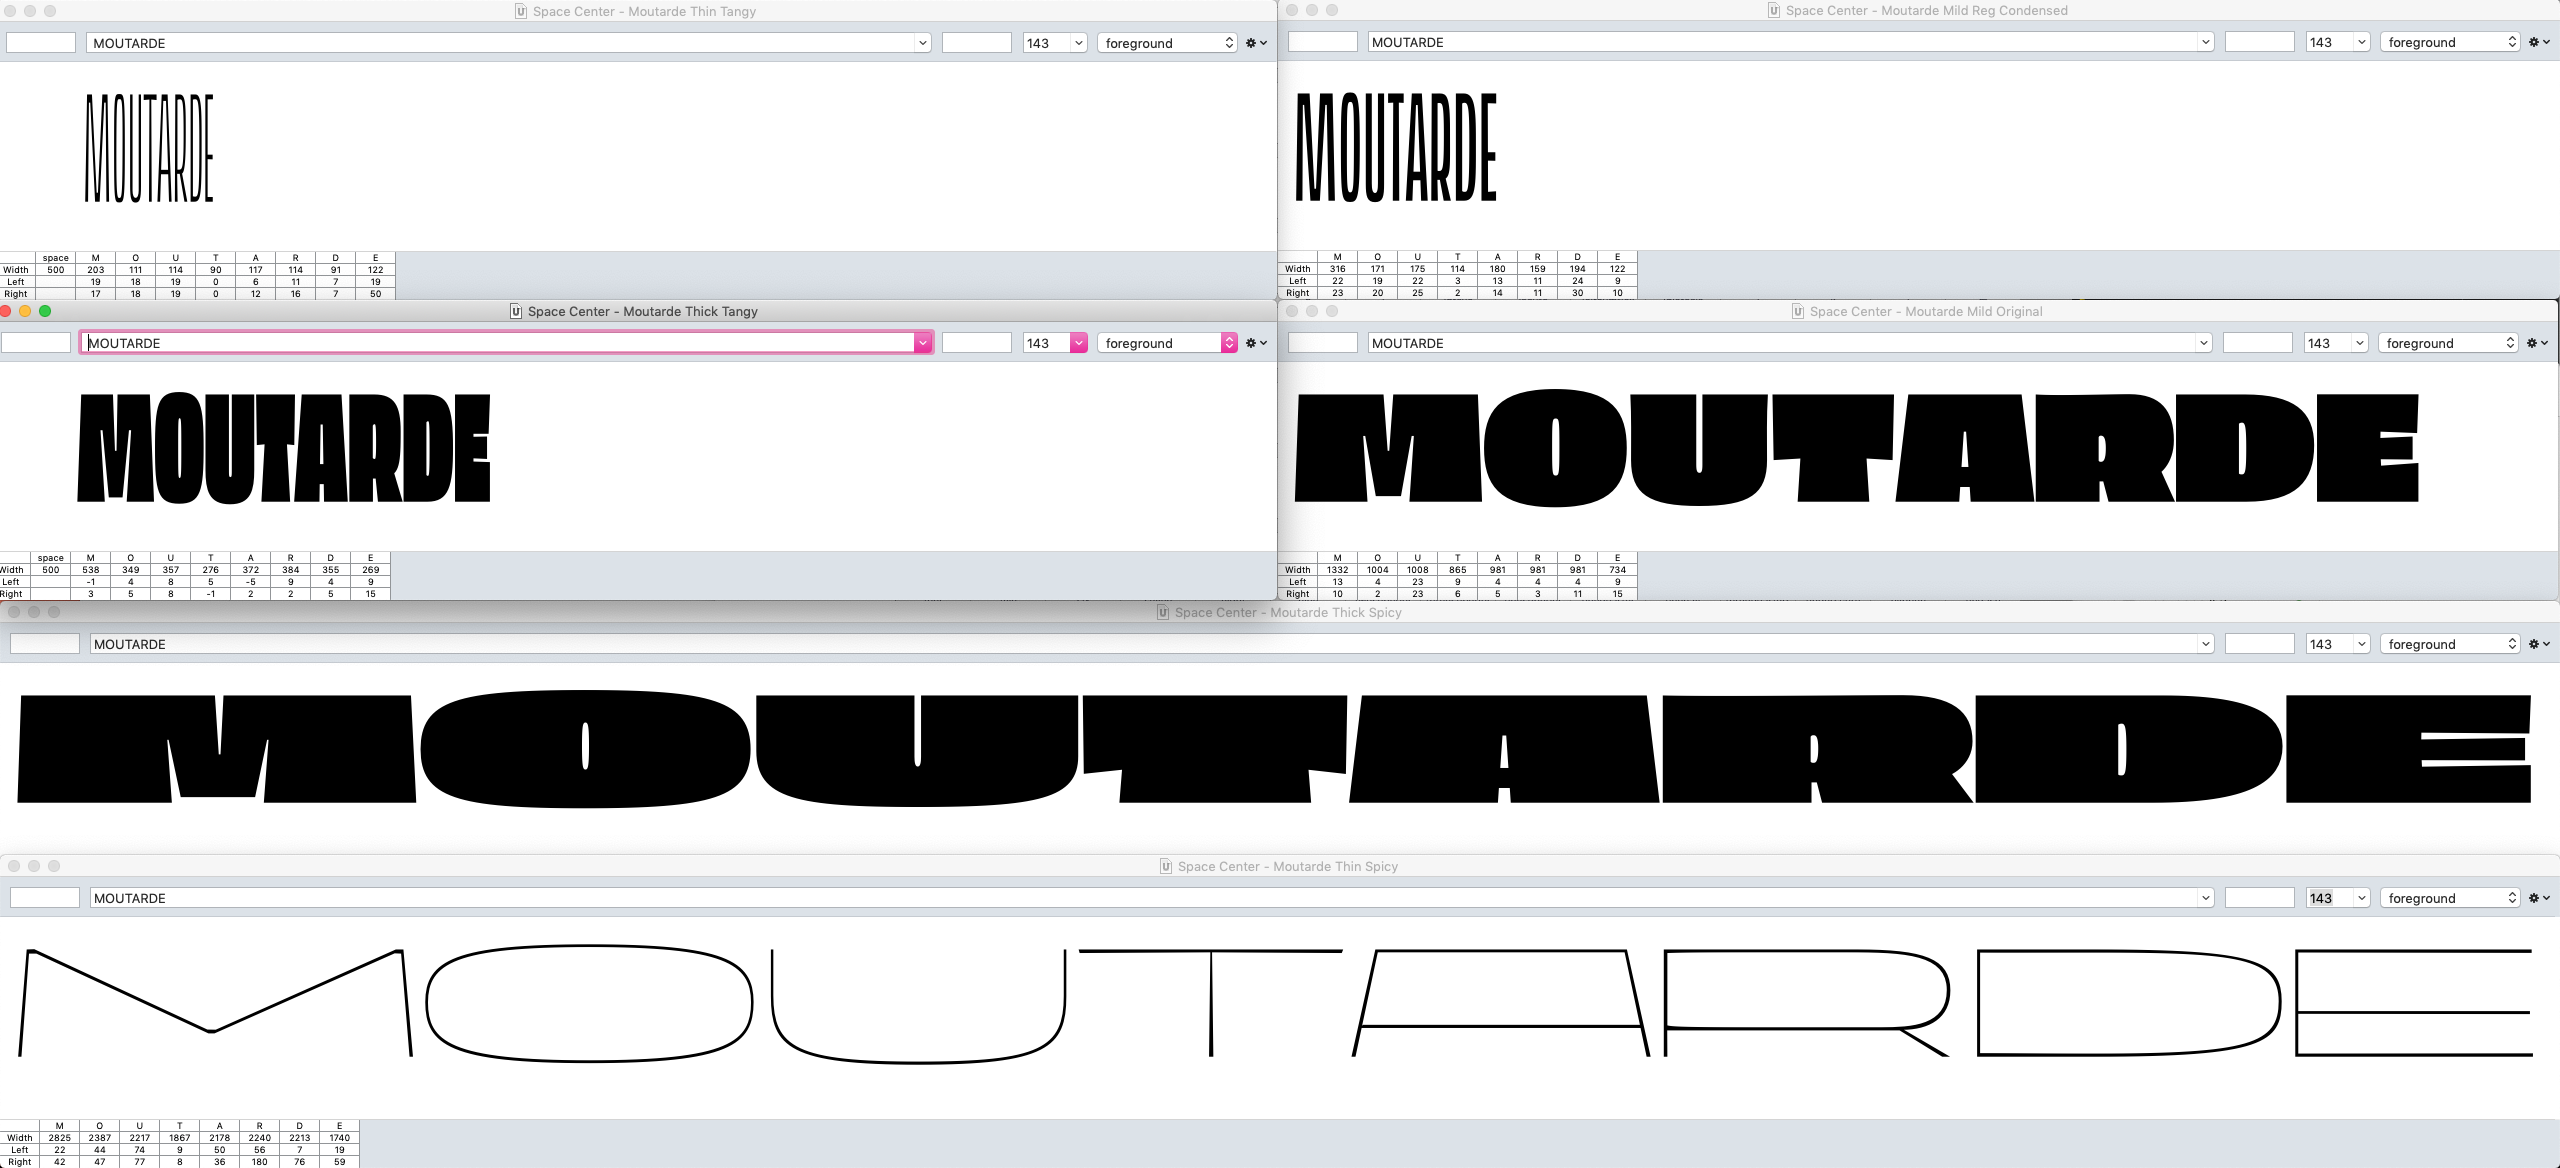 Space Center - Moutarde Thin Tangy
MOUTARDE 143 foreground
MOUTARDE
space M O U T A R D E
Width 500 203 111 114 90 117 114 91 122
Left 19 18 19 0 6 11 7 19
Right 17 18 19 0 12 16 7 50
Space Center - Moutarde Mild Reg Condensed
MOUTARDE 143 foreground
MOUTARDE
M O U T A R D E
Width 316 171 175 114 180 159 194 122
Left 22 19 22 3 13 11 24 9
Right 23 20 25 2 14 11 30 10
Space Center - Moutarde Thick Tangy
MOUTARDE 143 foreground
MOUTARDE
space M O U T A R D E
Width 500 538 349 357 276 372 384 355 269
Left -1 4 8 5 -5 9 4 9
Right 3 5 8 -1 2 2 5 15
Space Center - Moutarde Mild Original
MOUTARDE 143 foreground
MOUTARDE
M O U T A R D E
Width 1332 1004 1008 865 981 981 981 734
Left 13 4 23 9 4 4 4 9
Right 10 2 23 6 5 3 11 15
Space Center - Moutarde Thick Spicy
MOUTARDE 143 foreground
MOUTARDE
Space Center - Moutarde Thin Spicy
MOUTARDE 143 foreground
MOUTARDE
M O U T A R D E
Width 2825 2387 2217 1867 2178 2240 2213 1740
Left 22 44 74 9 50 56 7 19
Right 42 47 77 8 36 180 76 59